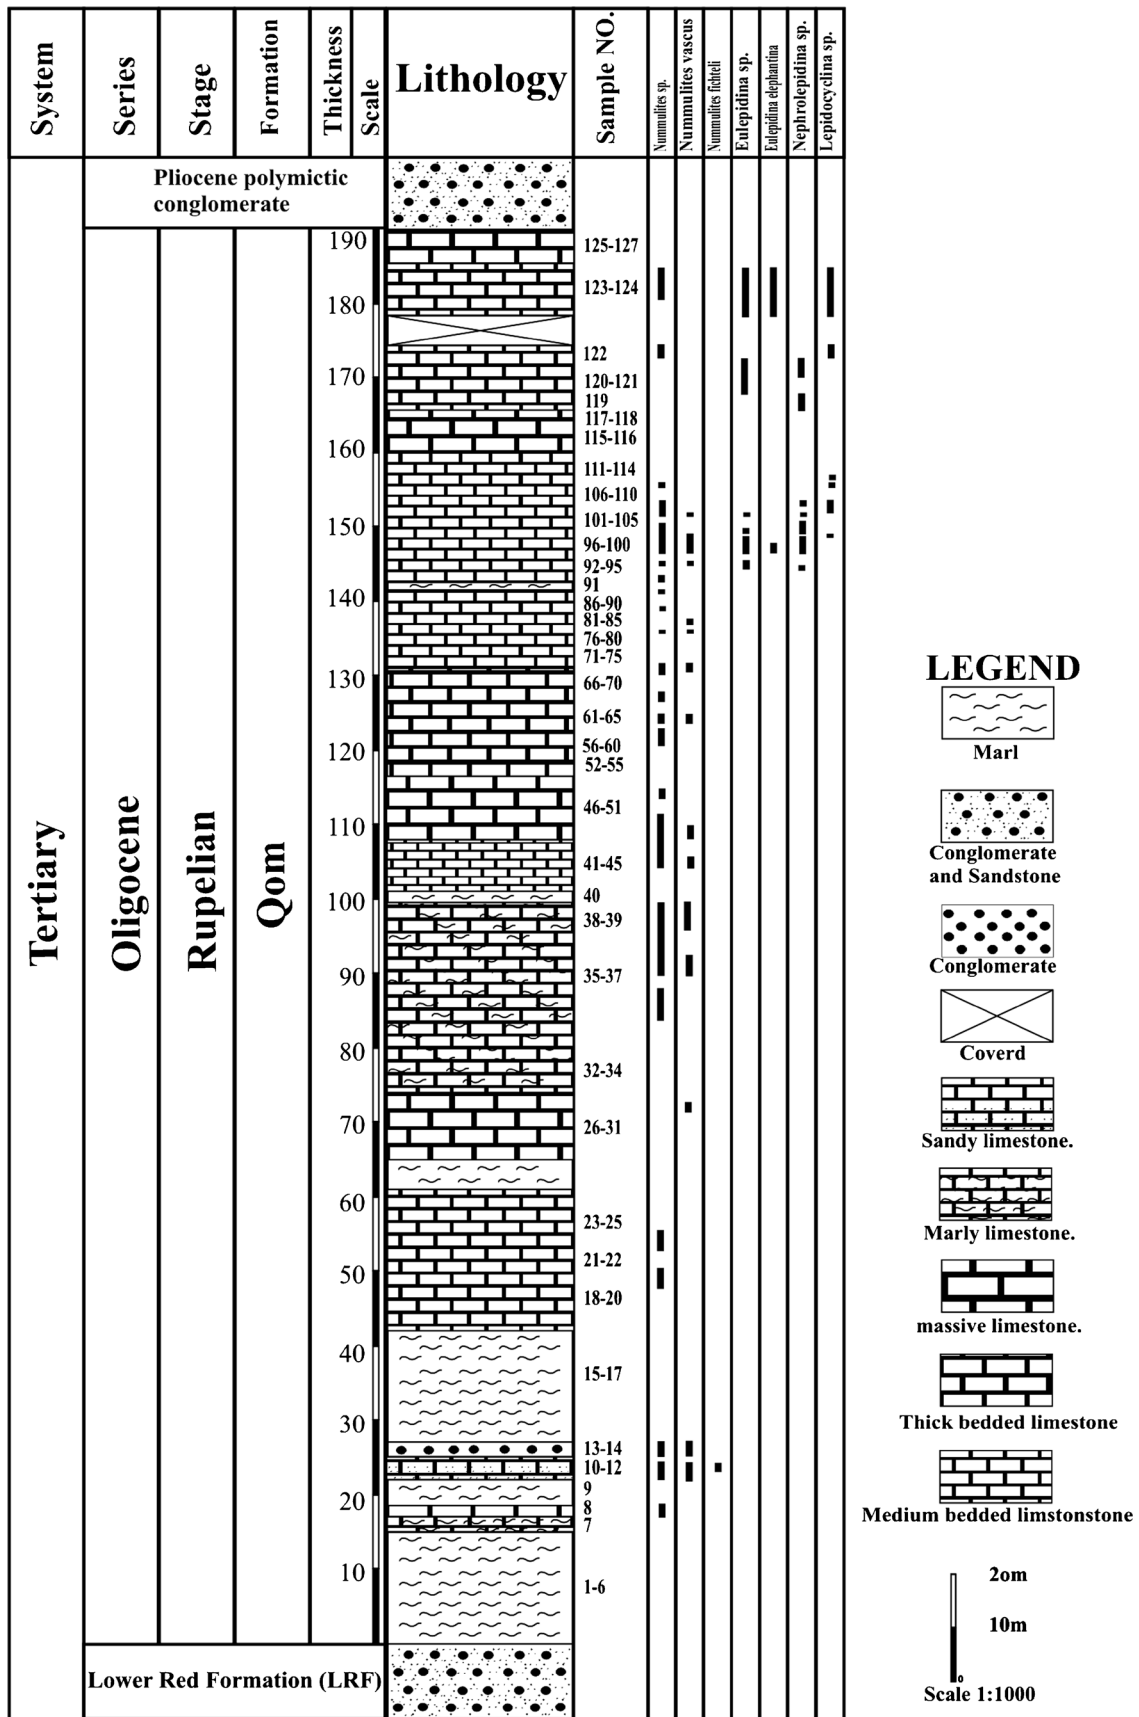 System
Series
Stage
Formation
Thickness
Scale
Lithology
Sample NO.
Nummulites sp.
Nummulites vascus
Nummulites fichteli
Eulepidina sp.
Eulepidina elephantina
Nephrolepidina sp.
Lepidocyclina sp.
Pliocene polymictic
conglomerate
Tertiary
Oligocene
Rupelian
Qom
190
180
170
160
150
140
130
120
110
100
90
80
70
60
50
40
30
20
10
125-127
123-124
122
120-121
119
117-118
115-116
111-114
106-110
101-105
96-100
92-95
91
86-90
81-85
76-80
71-75
66-70
61-65
56-60
52-55
46-51
41-45
40
38-39
35-37
32-34
26-31
23-25
21-22
18-20
15-17
13-14
10-12
9
8
7
1-6
Lower Red Formation (LRF)
LEGEND
Marl
Conglomerate
and Sandstone
Conglomerate
Coverd
Sandy limestone.
Marly limestone.
massive limestone.
Thick bedded limestone
Medium bedded limstonstone
2om
10m
0
Scale 1:1000